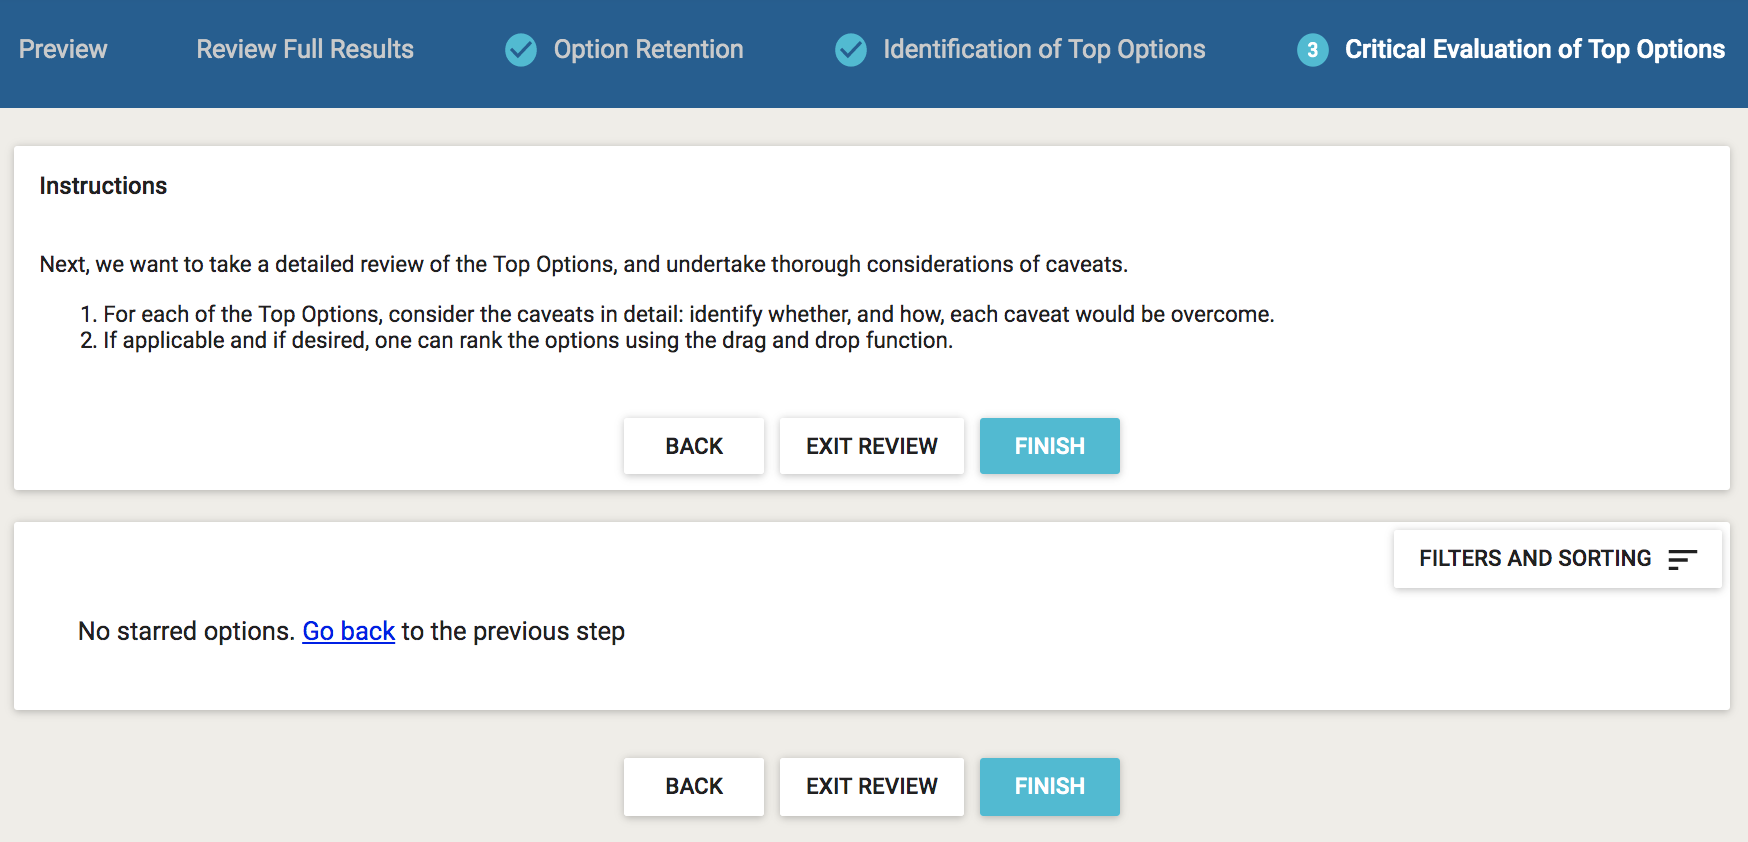 Preview Review Full Results Option Retention Identification of Top Options 3 Critical Evaluation of Top Options
Instructions
Next, we want to take a detailed review of the Top Options, and undertake thorough considerations of caveats.
1. For each of the Top Options, consider the caveats in detail: identify whether, and how, each caveat would be overcome.
2. If applicable and if desired, one can rank the options using the drag and drop function.
BACK EXIT REVIEW FINISH
FILTERS AND SORTING
No starred options. Go back to the previous step
BACK EXIT REVIEW FINISH